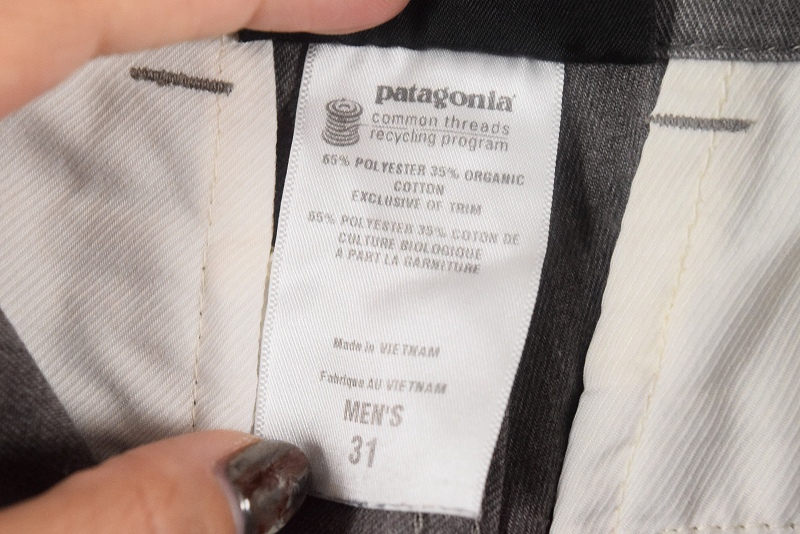 patagonia
common threads
recycling program
65% POLYESTER 35% ORGANIC
COTTON
EXCLUSIVE OF TRIM
65% POLYESTER 35% COTON DE
CULTURE BIOLOGIQUE
A PART LA GARNITURE
Made in VIETNAM
Fabrique AU VIETNAM
MEN'S
31